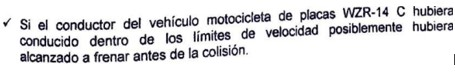 ✓ Si el conductor del vehículo motocicleta de placas WZR-14 C hubiera
conducido dentro de los límites de velocidad posiblemente hubiera
alcanzado a frenar antes de la colisión.